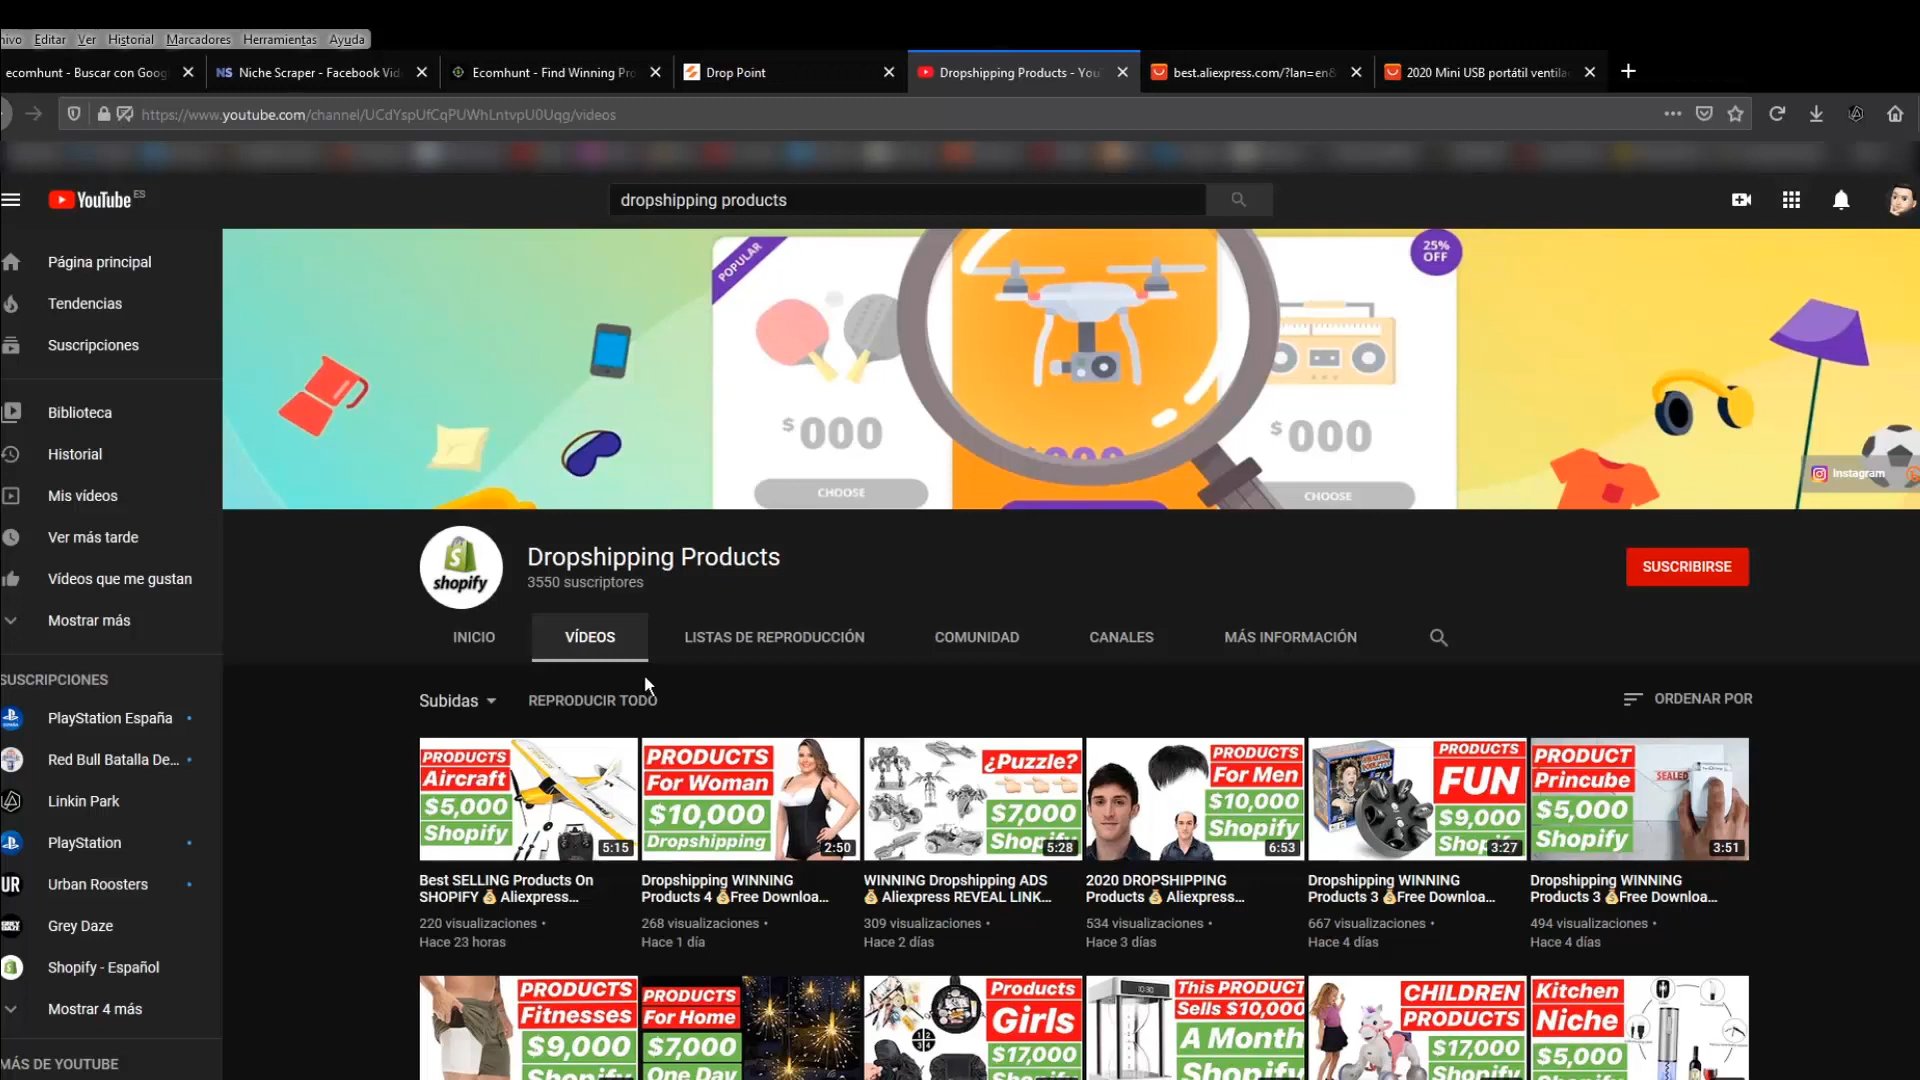 hivo Editar Ver Historial Marcadores Herramientas Ayuda
ecomhunt - Buscar con Goog
NS Niche Scraper - Facebook Vid
Ecomhunt - Find Winning Pro
Drop Point
Dropshipping Products - You
best.aliexpress.com/?lan=en&
2020 Mini USB portátil ventila
https://www.youtube.com/channel/UCdYspUfCqPUWhLntvpU0Uqg/videos
YouTube ES
dropshipping products
Página principal
Tendencias
Suscripciones
Biblioteca
Historial
Mis vídeos
Ver más tarde
Vídeos que me gustan
Mostrar más
SUSCRIPCIONES
PlayStation España
Red Bull Batalla De...
Linkin Park
PlayStation
UR Urban Roosters
Grey Daze
Shopify - Español
Mostrar 4 más
MÁS DE YOUTUBE
POPULAR
25%
OFF
$000
$000
CHOOSE
CHOOSE
Instagram
shopify
Dropshipping Products
3550 suscriptores
SUSCRIBIRSE
INICIO
VÍDEOS
LISTAS DE REPRODUCCIÓN
COMUNIDAD
CANALES
MÁS INFORMACIÓN
Subidas
REPRODUCIR TODO
ORDENAR POR
PRODUCTS
Aircraft
$5,000
Shopify
5:15
Best SELLING Products On
SHOPIFY 💰 Aliexpress...
220 visualizaciones •
Hace 23 horas
PRODUCTS
For Woman
$10,000
Dropshipping
2:50
Dropshipping WINNING
Products 4 💰Free Downloa...
268 visualizaciones •
Hace 1 día
¿Puzzle?
👉👉👉
$7,000
Shopify
5:28
WINNING Dropshipping ADS
💰Aliexpress REVEAL LINK...
309 visualizaciones •
Hace 2 días
PRODUCTS
For Men
$10,000
Shopify
6:53
2020 DROPSHIPPING
Products 💰 Aliexpress...
534 visualizaciones •
Hace 3 días
PRODUCTS
FUN
$9,000
Shop
3:27
Dropshipping WINNING
Products 3 💰Free Downloa...
667 visualizaciones •
Hace 4 días
PRODUCT
Princube
$5,000
Shopify
SEALED
3:51
Dropshipping WINNING
Products 3 💰Free Downloa...
494 visualizaciones •
Hace 4 días
PRODUCTS
Fitnesses
$9,000
Shopify
PRODUCTS
For Home
$7,000
One Day
Products
Girls
$17,000
Shopify
10:30
This PRODUCT
Sells $10,000
A Month
Shopify
CHILDREN
PRODUCTS
$17,000
Shopify
Kitchen
Niche
$5,000
Shopify